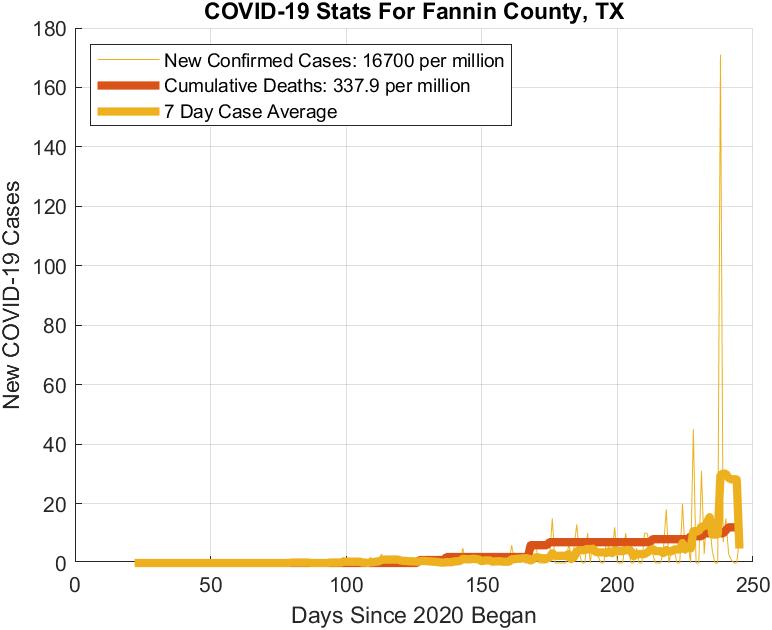 COVID-19 Stats For Fannin County, TX
New Confirmed Cases: 16700 per million
Cumulative Deaths: 337.9 per million
7 Day Case Average
New COVID-19 Cases
180
160
140
120
100
80
60
40
20
0
0 50 100 150 200 250
Days Since 2020 Began